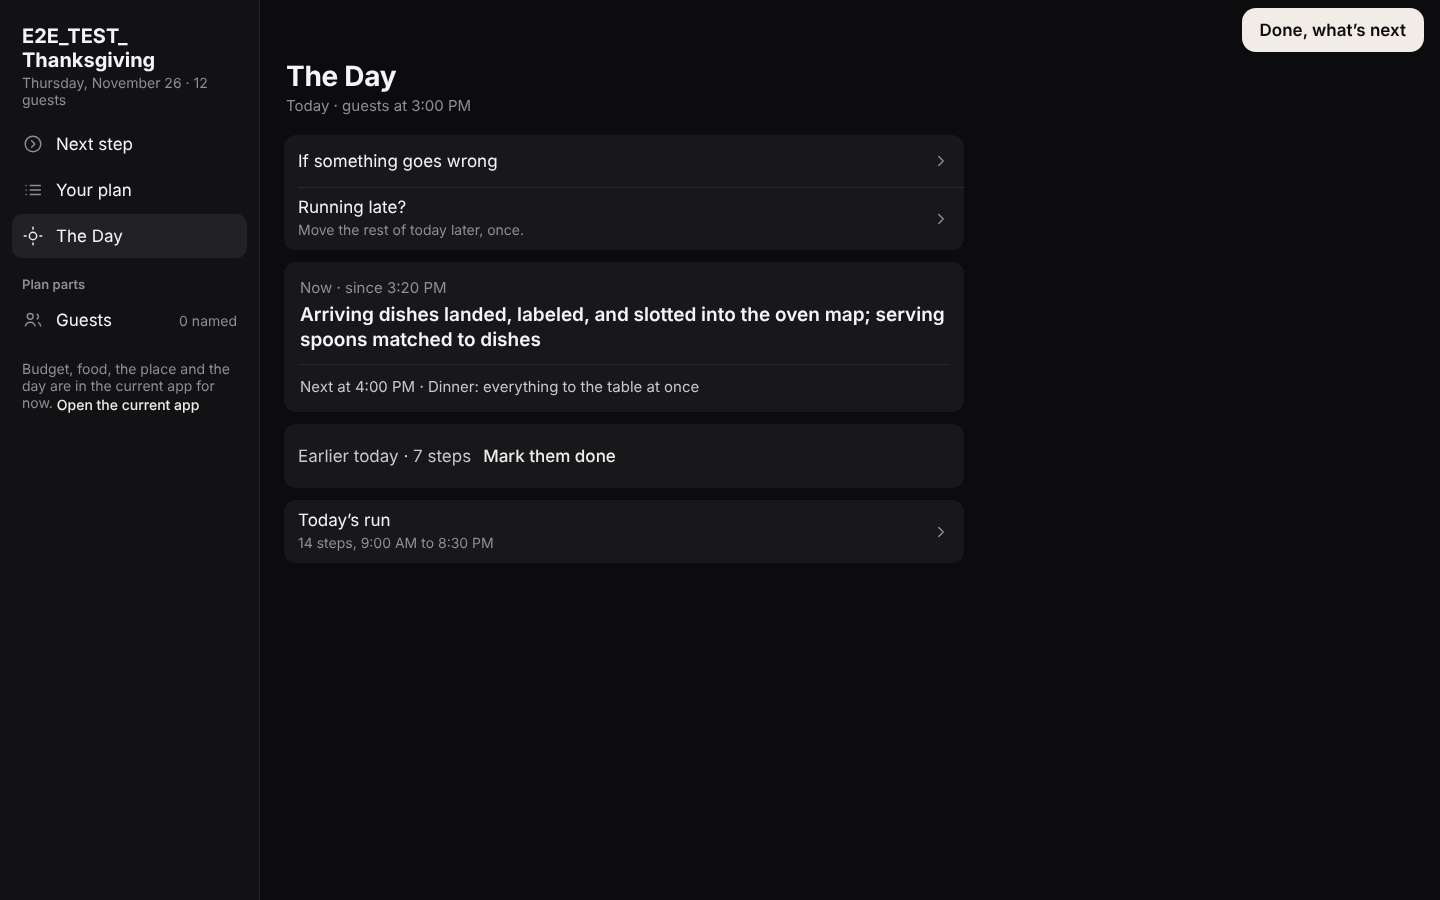 E2E_TEST_
Thanksgiving
Thursday, November 26 · 12
guests
Next step
Your plan
The Day
Plan parts
Guests
0 named
Budget, food, the place and the
day are in the current app for
now. Open the current app
Done, what’s next
The Day
Today · guests at 3:00 PM
If something goes wrong
Running late?
Move the rest of today later, once.
Now · since 3:20 PM
Arriving dishes landed, labeled, and slotted into the oven map; serving
spoons matched to dishes
Next at 4:00 PM · Dinner: everything to the table at once
Earlier today · 7 steps Mark them done
Today’s run
14 steps, 9:00 AM to 8:30 PM